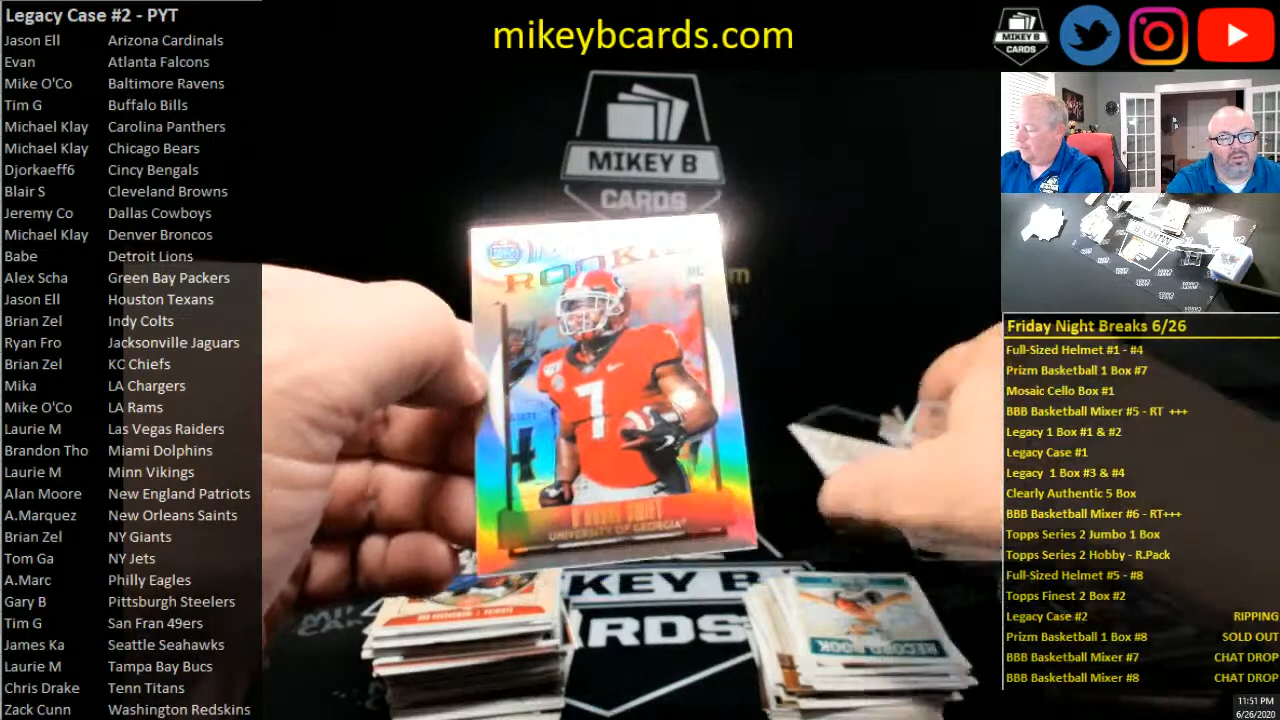 Legacy Case #2 - PYT
Jason Ell Arizona Cardinals
Evan Atlanta Falcons
Mike O'Co Baltimore Ravens
Tim G Buffalo Bills
Michael Klay Carolina Panthers
Michael Klay Chicago Bears
Djorkaeff6 Cincy Bengals
Blair S Cleveland Browns
Jeremy Co Dallas Cowboys
Michael Klay Denver Broncos
Babe Detroit Lions
Alex Scha Green Bay Packers
Jason Ell Houston Texans
Brian Zel Indy Colts
Ryan Fro Jacksonville Jaguars
Brian Zel KC Chiefs
Mika LA Chargers
Mike O'Co LA Rams
Laurie M Las Vegas Raiders
Brandon Tho Miami Dolphins
Laurie M Minn Vikings
Alan Moore New England Patriots
A.Marquez New Orleans Saints
Brian Zel NY Giants
Tom Ga NY Jets
A.Marc Philly Eagles
Gary B Pittsburgh Steelers
Tim G San Fran 49ers
James Ka Seattle Seahawks
Laurie M Tampa Bay Bucs
Chris Drake Tenn Titans
Zack Cunn Washington Redskins
mikeybcards.com
MIKEY B
CARDS
MIKEY B
CARDS
ROOKIE
RC
7
D'ANDRE SWIFT
UNIVERSITY OF GEORGIA
MIKEY B
CARDS
RECORD BOOK
MIKEY B
Friday Night Breaks 6/26
Full-Sized Helmet #1 - #4
Prizm Basketball 1 Box #7
Mosaic Cello Box #1
BBB Basketball Mixer #5 - RT +++
Legacy 1 Box #1 & #2
Legacy Case #1
Legacy 1 Box #3 & #4
Clearly Authentic 5 Box
BBB Basketball Mixer #6 - RT+++
Topps Series 2 Jumbo 1 Box
Topps Series 2 Hobby - R.Pack
Full-Sized Helmet #5 - #8
Topps Finest 2 Box #2
Legacy Case #2 RIPPING
Prizm Basketball 1 Box #8 SOLD OUT
BBB Basketball Mixer #7 CHAT DROP
BBB Basketball Mixer #8 CHAT DROP
11:51 PM
6/26/2020